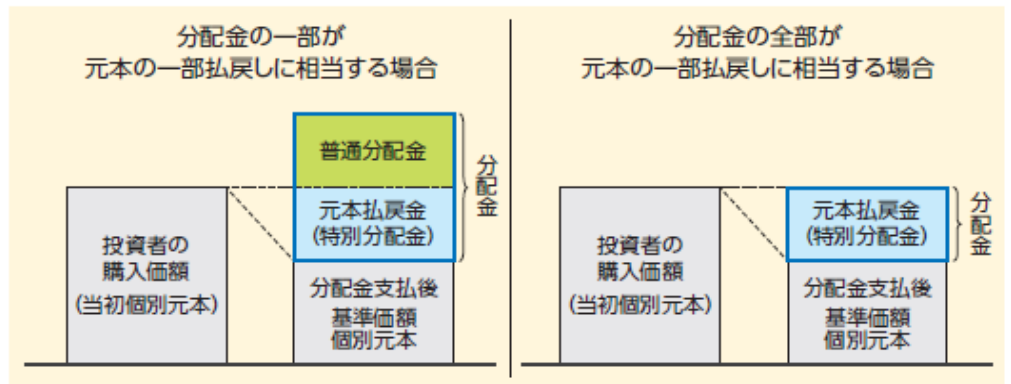 分配金の一部が
元本の一部払戻しに相当する場合
普通分配金
元本払戻金
(特別分配金)
分配金
投資者の
購入価額
(当初個別元本)
分配金支払後
基準価額
個別元本
分配金の全部が
元本の一部払戻しに相当する場合
元本払戻金
(特別分配金)
分配金
投資者の
購入価額
(当初個別元本)
分配金支払後
基準価額
個別元本